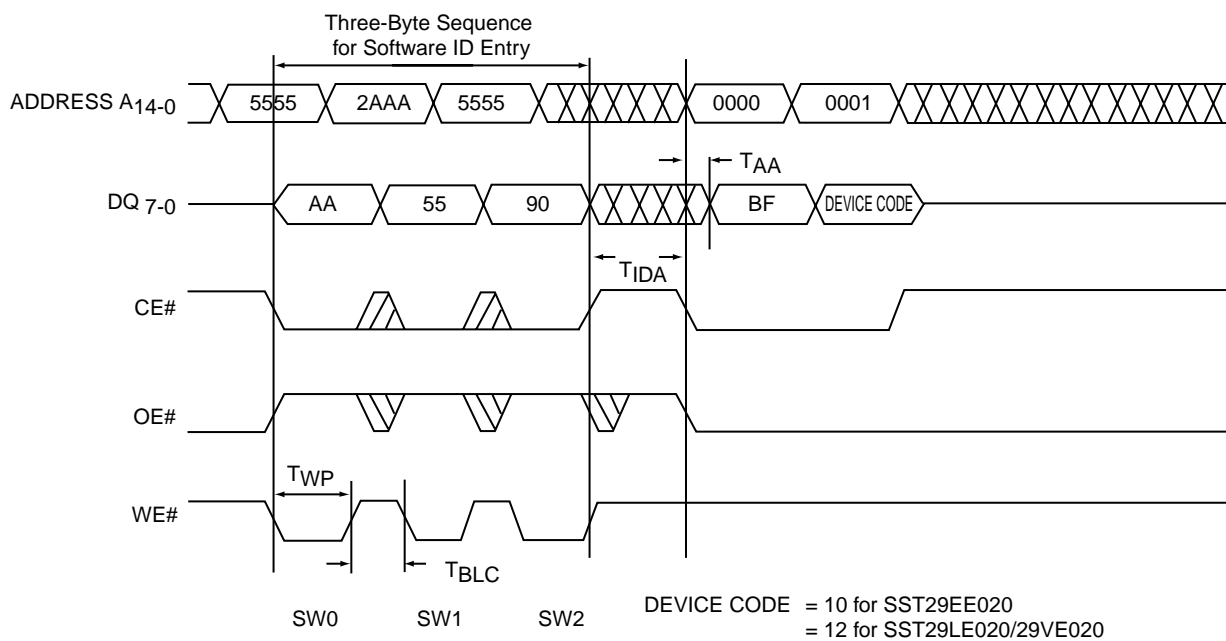 Three-Byte Sequence
for Software ID Entry
ADDRESS A14-0
5555
2AAA
5555
0000
0001
TAA
DQ 7-0
AA
55
90
BF
DEVICE CODE
TIDA
CE#
OE#
TWP
WE#
TBLC
SW0
SW1
SW2
DEVICE CODE = 10 for SST29EE020
= 12 for SST29LE020/29VE020